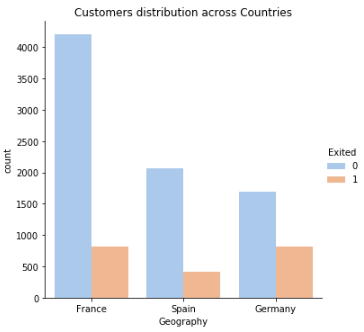 Customers distribution across Countries
4000
3500
3000
2500
2000
1500
1000
500
0
count
France Spain Germany
Geography
Exited
0
1